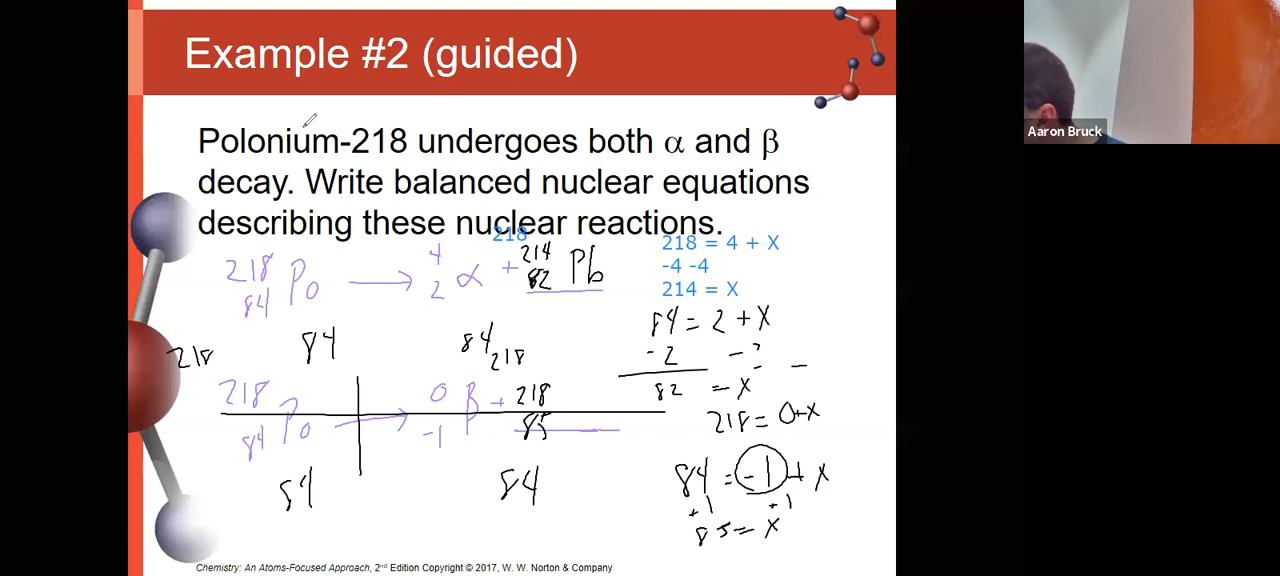 Example #2 (guided)
Aaron Bruck
Polonium-218 undergoes both α and β
decay. Write balanced nuclear equations
describing these nuclear reactions.
218
218 84 Po → 4 2 α + 214 82 Pb
218 = 4 + X
-4 -4
214 = X
84 = 2 + X
-2 -2
82 = X
218 84 84 218
218 84 Po → 0 -1 β + 218 85
218 = 0+X
84 84
84 = -1 + X
+1 +1
85 = X
Chemistry: An Atoms-Focused Approach, 2nd Edition Copyright © 2017, W. W. Norton & Company